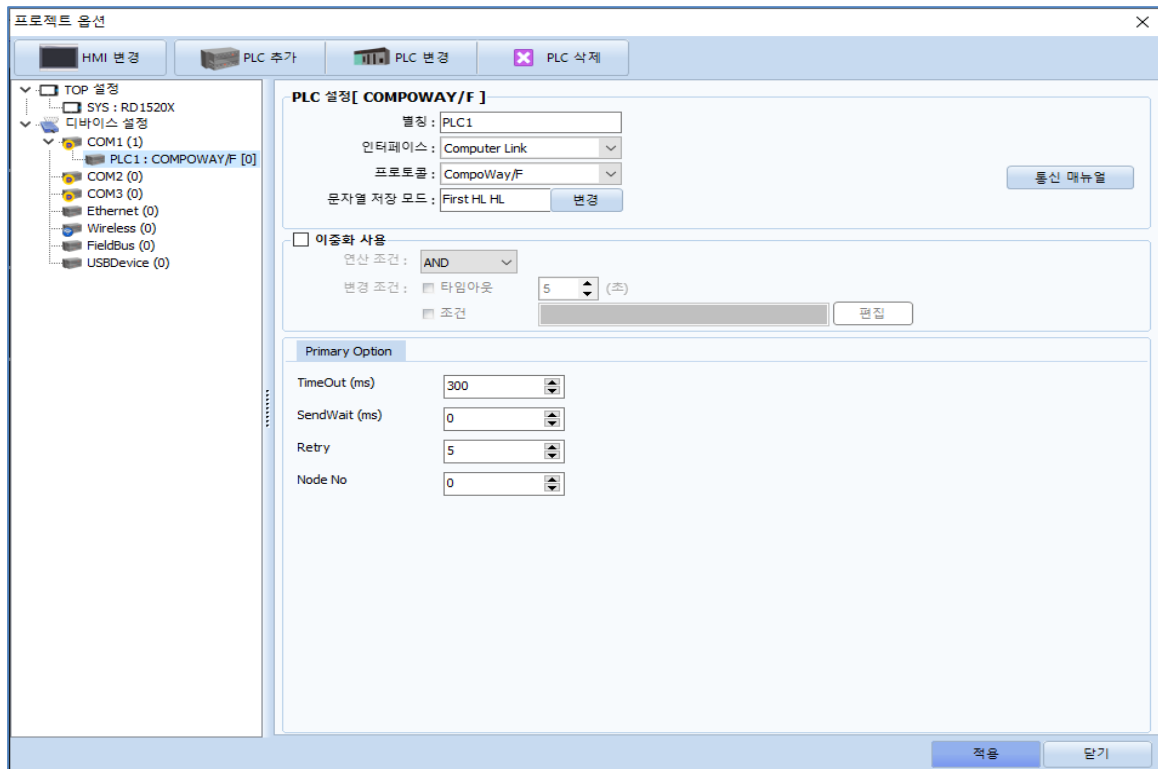 프로젝트 옵션
HMI 변경
PLC 추가
PLC 변경
PLC 삭제
TOP 설정
SYS : RD1520X
디바이스 설정
COM1 (1)
PLC1 : COMPOWAY/F [0]
COM2 (0)
COM3 (0)
Ethernet (0)
Wireless (0)
FieldBus (0)
USBDevice (0)
PLC 설정[ COMPOWAY/F ]
별칭 : PLC1
인터페이스 : Computer Link
프로토콜 : CompoWay/F
통신 매뉴얼
문자열 저장 모드 : First HL HL 변경
이중화 사용
연산 조건 : AND
변경 조건 : 타임아웃 5 (초)
조건 편집
Primary Option
TimeOut (ms) 300
SendWait (ms) 0
Retry 5
Node No 0
적용 닫기